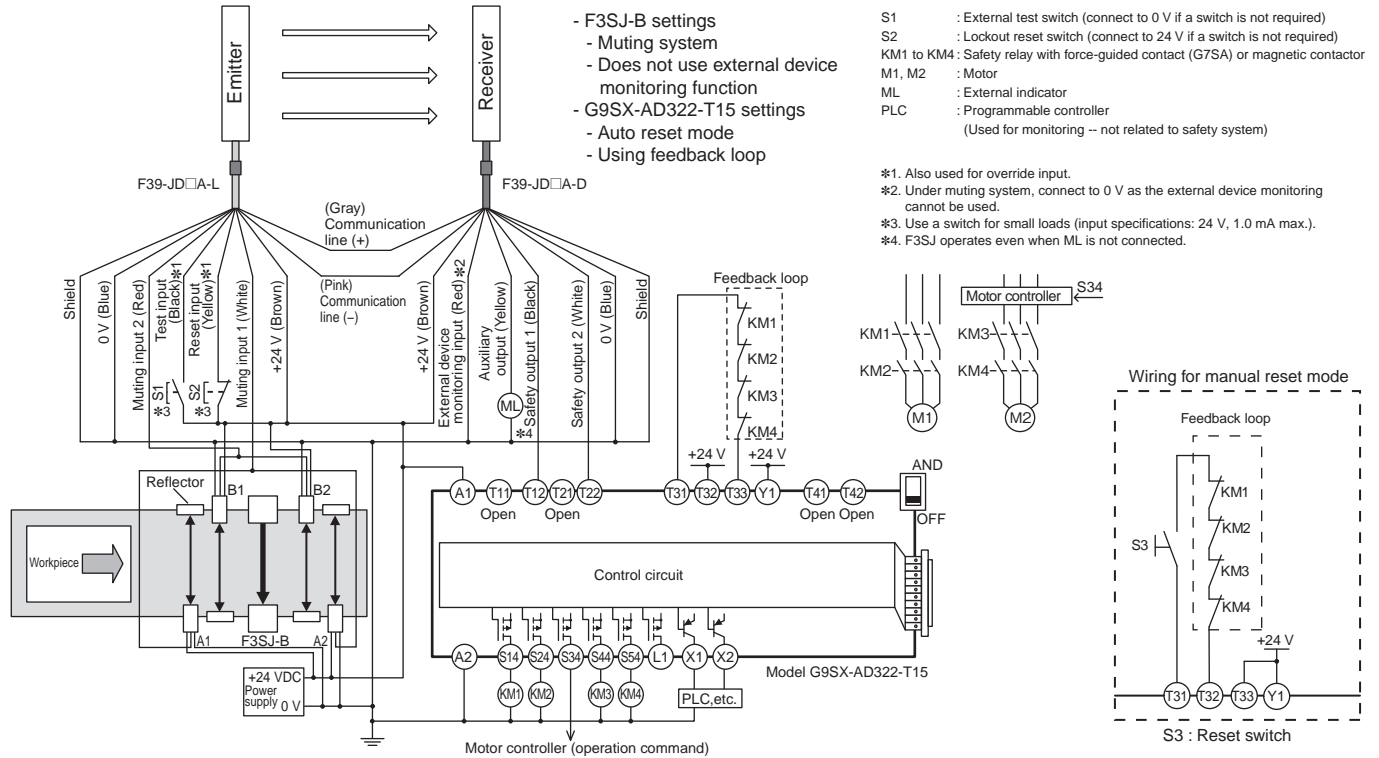 Emitter
Receiver
F39-JD□A-L
F39-JD□A-D
- F3SJ-B settings
- Muting system
- Does not use external device
monitoring function
- G9SX-AD322-T15 settings
- Auto reset mode
- Using feedback loop
S1 : External test switch (connect to 0 V if a switch is not required)
S2 : Lockout reset switch (connect to 24 V if a switch is not required)
KM1 to KM4 : Safety relay with force-guided contact (G7SA) or magnetic contactor
M1, M2 : Motor
ML : External indicator
PLC : Programmable controller
(Used for monitoring -- not related to safety system)
✻1. Also used for override input.
✻2. Under muting system, connect to 0 V as the external device monitoring
cannot be used.
✻3. Use a switch for small loads (input specifications: 24 V, 1.0 mA max.).
✻4. F3SJ operates even when ML is not connected.
(Gray)
Communication
line (+)
(Pink)
Communication
line (–)
Shield
0 V (Blue)
Muting input 2 (Red)
Test input
(Black)✻1
Reset input
(Yellow)✻1
Muting input 1 (White)
+24 V (Brown)
S1
✻3
S2
✻3
+24 V (Brown)
External device
monitoring input (Red)✻2
Auxiliary
output (Yellow)
Safety output 1 (Black)
Safety output 2 (White)
0 V (Blue)
Shield
ML
✻4
Feedback loop
KM1
KM2
KM3
KM4
+24 V
+24 V
Motor controller
S34
KM1
KM2
KM3
KM4
M1
M2
Reflector
B1
B2
Workpiece
A1
F3SJ-B
A2
+24 VDC
Power
supply
0 V
A1
T11
T12
T21
T22
T31
T32
T33
Y1
T41
T42
Open
Open
Open
Open
AND
OFF
Control circuit
A2
S14
S24
S34
S44
S54
L1
X1
X2
Model G9SX-AD322-T15
KM1
KM2
KM3
KM4
PLC,etc.
Motor controller (operation command)
Wiring for manual reset mode
Feedback loop
KM1
KM2
KM3
KM4
S3
+24 V
T31
T32
T33
Y1
S3 : Reset switch